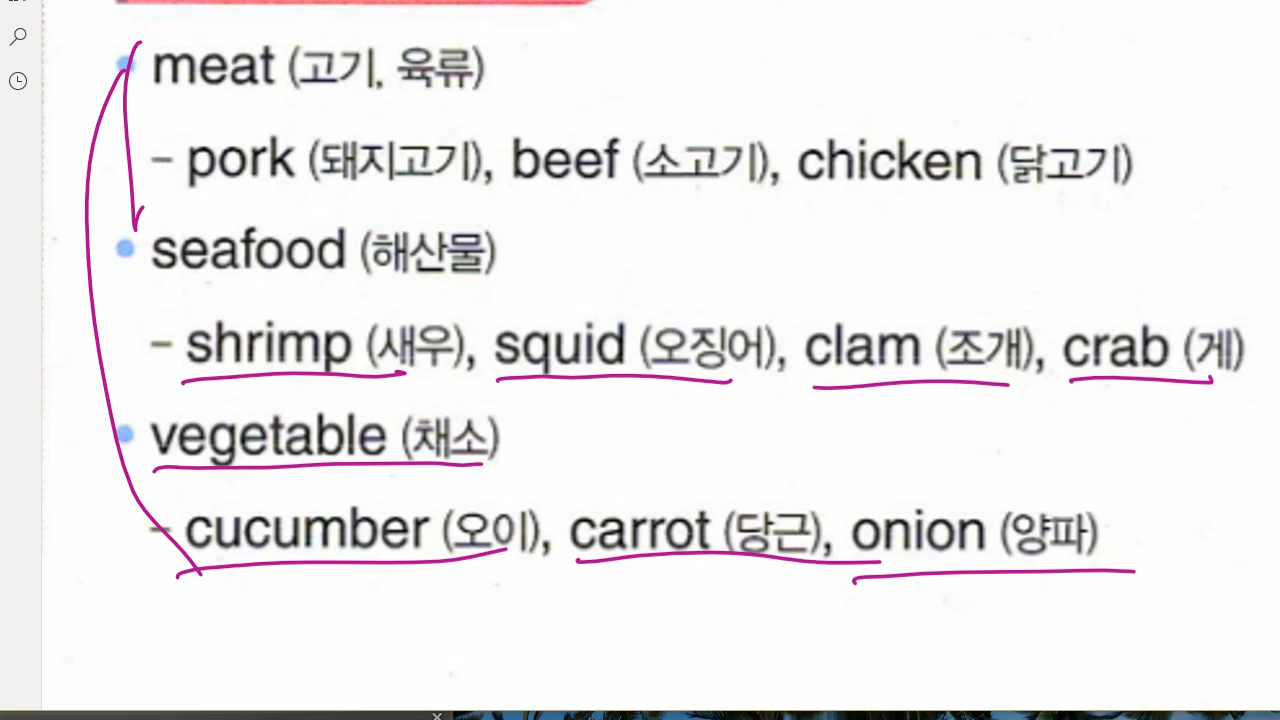 meat (고기, 육류)
– pork (돼지고기), beef (소고기), chicken (닭고기)
seafood (해산물)
– shrimp (새우), squid (오징어), clam (조개), crab (게)
vegetable (채소)
– cucumber (오이), carrot (당근), onion (양파)